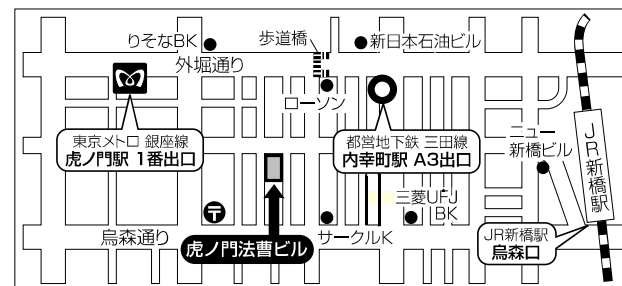 りそなBK
歩道橋
新日本石油ビル
外堀通り
ローソン
東京メトロ 銀座線
虎ノ門駅 1番出口
都営地下鉄 三田線
内幸町駅 A3出口
ニュー
新橋ビル
JR新橋駅
三菱UFJ
BK
〒
烏森通り
虎ノ門法曹ビル
サークルK
JR新橋駅
烏森口